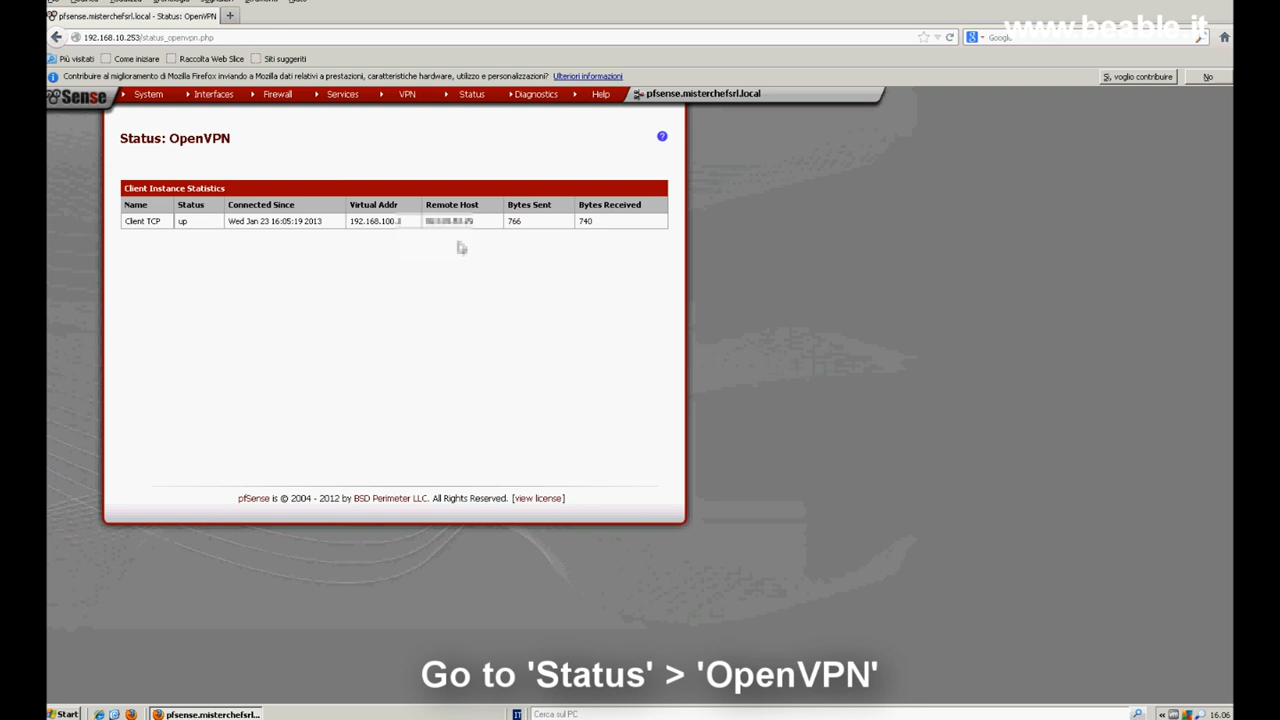 www.beable.it
pfsense.misterchefsrl.local - Status: OpenVPN
192.168.10.253/status_openvpn.php
Google
Più visitati Come iniziare Raccolta Web Slice Siti suggeriti
Contribuire al miglioramento di Mozilla Firefox inviando a Mozilla dati relativi a prestazioni, caratteristiche hardware, utilizzo e personalizzazioni? Ulteriori informazioni Sì, voglio contribuire No
Sense System Interfaces Firewall Services VPN Status Diagnostics Help pfsense.misterchefsrl.local
Status: OpenVPN ?
Client Instance Statistics
Name Status Connected Since Virtual Addr Remote Host Bytes Sent Bytes Received
Client TCP up Wed Jan 23 16:05:19 2013 192.168.100. 766 740
pfSense is © 2004 - 2012 by BSD Perimeter LLC. All Rights Reserved. [view license]
Go to 'Status' > 'OpenVPN'
Start pfsense.misterchefsrl... IT Cerca sul PC « 16.06